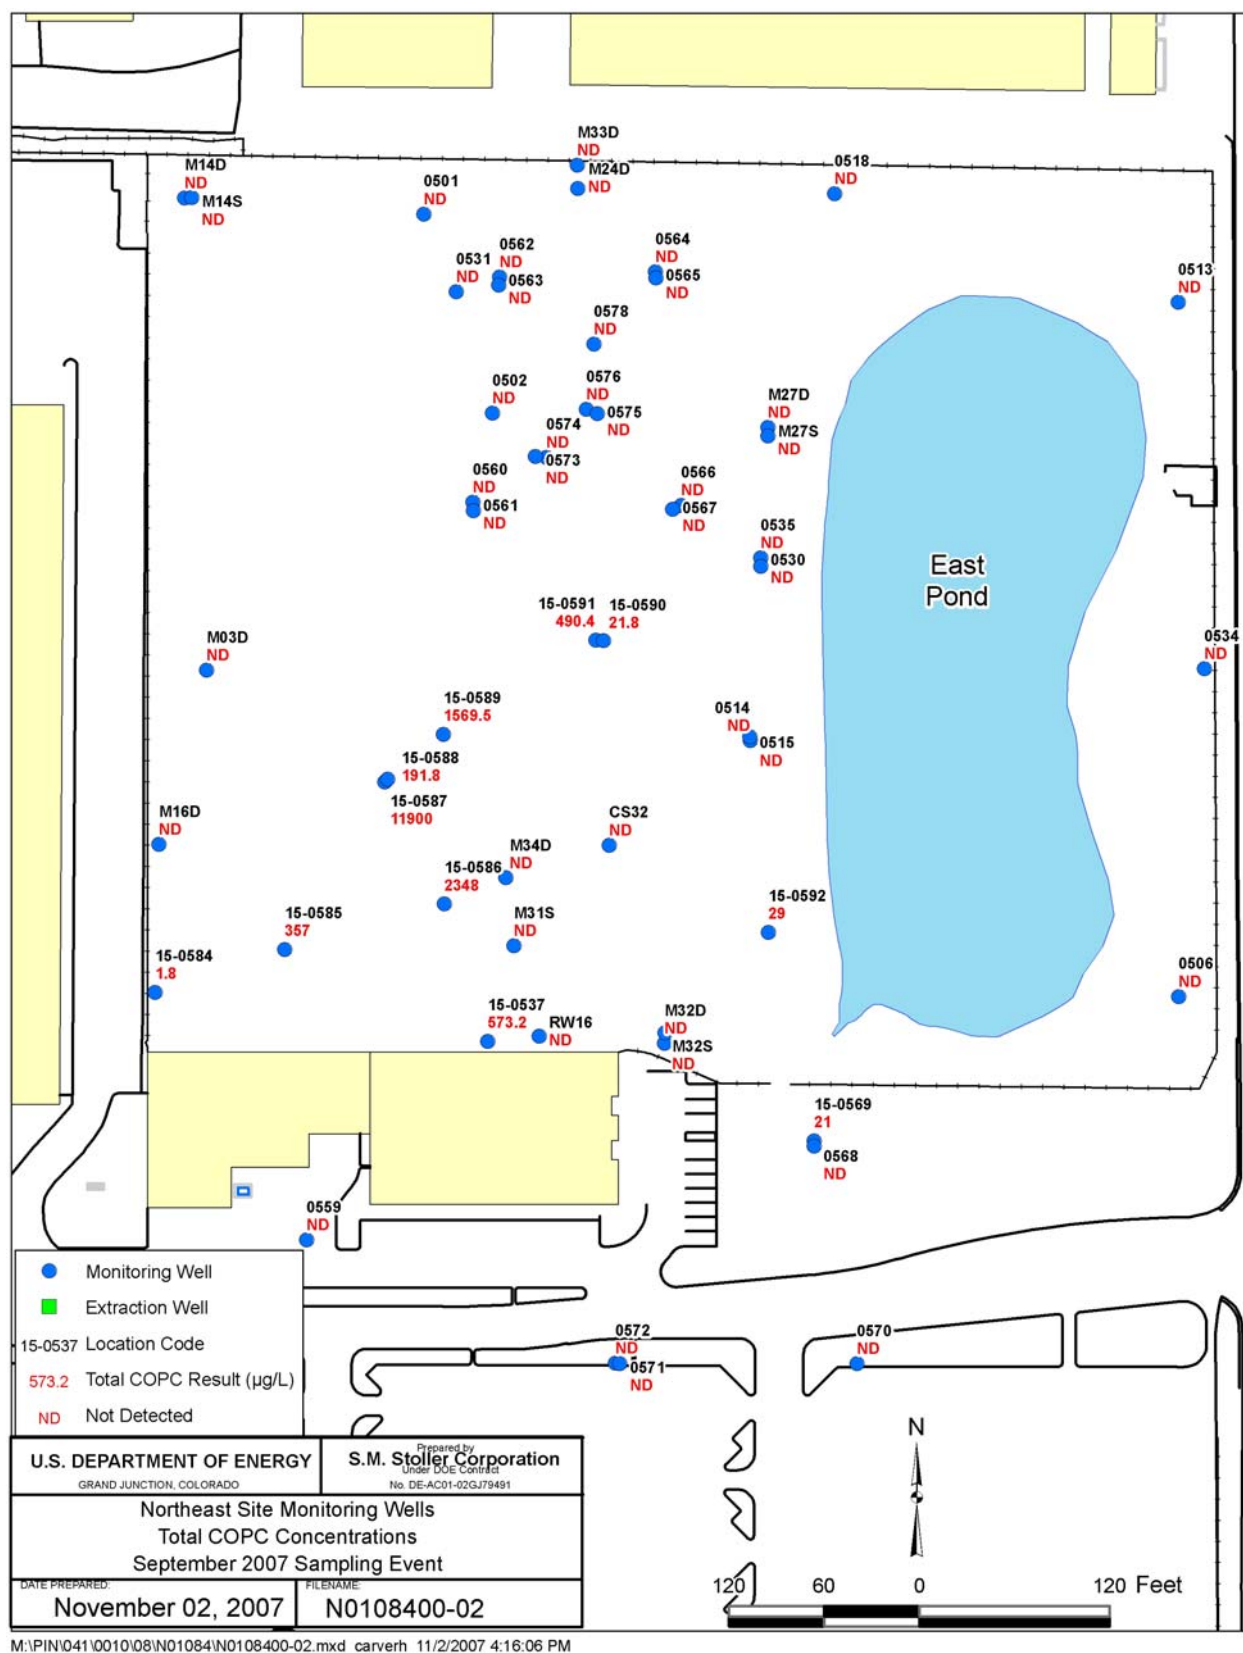 M33D
ND
M24D
ND
M14D
ND
M14S
ND
0501
ND
0518
ND
0562
ND
0563
ND
0531
ND
0564
ND
0565
ND
0513
ND
0578
ND
0502
ND
0576
ND
0575
ND
0574
ND
0573
ND
M27D
ND
M27S
ND
0560
ND
0561
ND
0566
ND
0567
ND
0535
ND
0530
ND
East
Pond
15-0591
490.4
15-0590
21.8
M03D
ND
0534
ND
15-0589
1569.5
0514
ND
0515
ND
15-0588
191.8
15-0587
11900
M16D
ND
CS32
ND
M34D
ND
15-0586
2348
15-0592
29
M31S
ND
15-0585
357
15-0584
1.8
0506
ND
15-0537
573.2
RW16
ND
M32D
ND
M32S
ND
15-0569
21
0568
ND
0559
ND
0572
ND
0571
ND
0570
ND
Monitoring Well
Extraction Well
15-0537 Location Code
573.2 Total COPC Result (µg/L)
ND Not Detected
U.S. DEPARTMENT OF ENERGY
GRAND JUNCTION, COLORADO
Prepared by
S.M. Stoller Corporation
Under DOE Contract
No. DE-AC01-02GJ79491
Northeast Site Monitoring Wells
Total COPC Concentrations
September 2007 Sampling Event
DATE PREPARED:
November 02, 2007
FILENAME:
N0108400-02
N
120 60 0 120 Feet
M:\PIN\041\0010\08\N01084\N0108400-02.mxd carverh 11/2/2007 4:16:06 PM